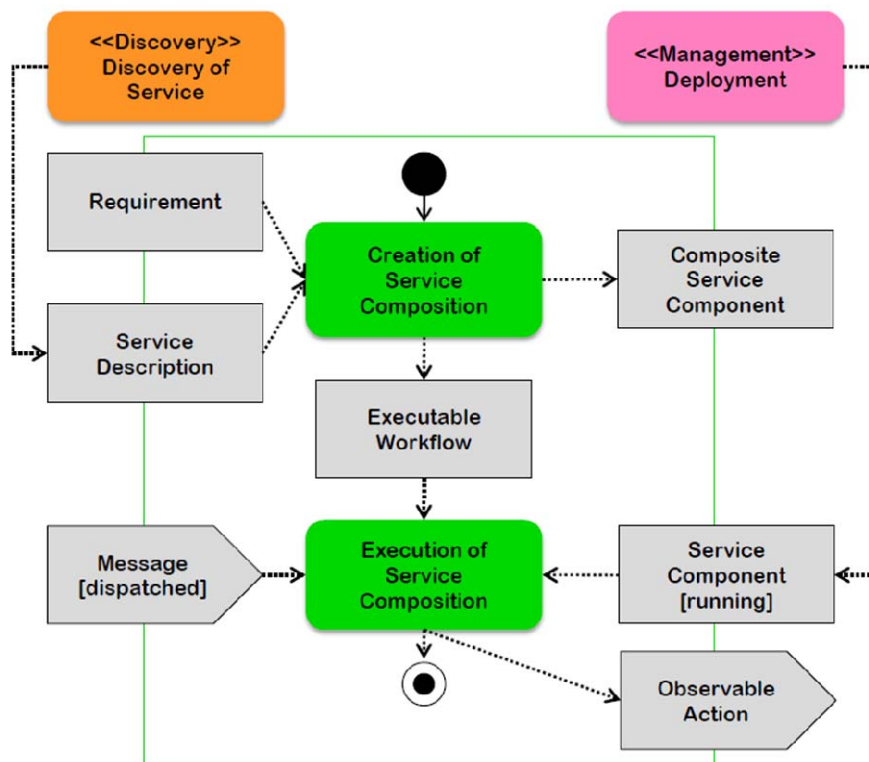 <<Discovery>>
Discovery of
Service
<<Management>>
Deployment
Requirement
Creation of
Service
Composition
Composite
Service
Component
Service
Description
Executable
Workflow
Message
[dispatched]
Execution of
Service
Composition
Service
Component
[running]
Observable
Action